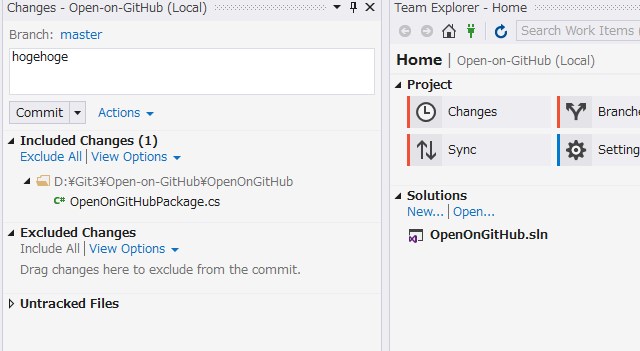 Changes - Open-on-GitHub (Local)
Branch: master
hogehoge
Commit Actions
Included Changes (1)
Exclude All | View Options
D:¥Git3¥Open-on-GitHub¥OpenOnGitHub
C# OpenOnGitHubPackage.cs
Excluded Changes
Include All | View Options
Drag changes here to exclude from the commit.
Untracked Files
Team Explorer - Home
Search Work Items (
Home | Open-on-GitHub (Local)
Project
Changes Branche
Sync Setting
Solutions
New... | Open...
OpenOnGitHub.sln